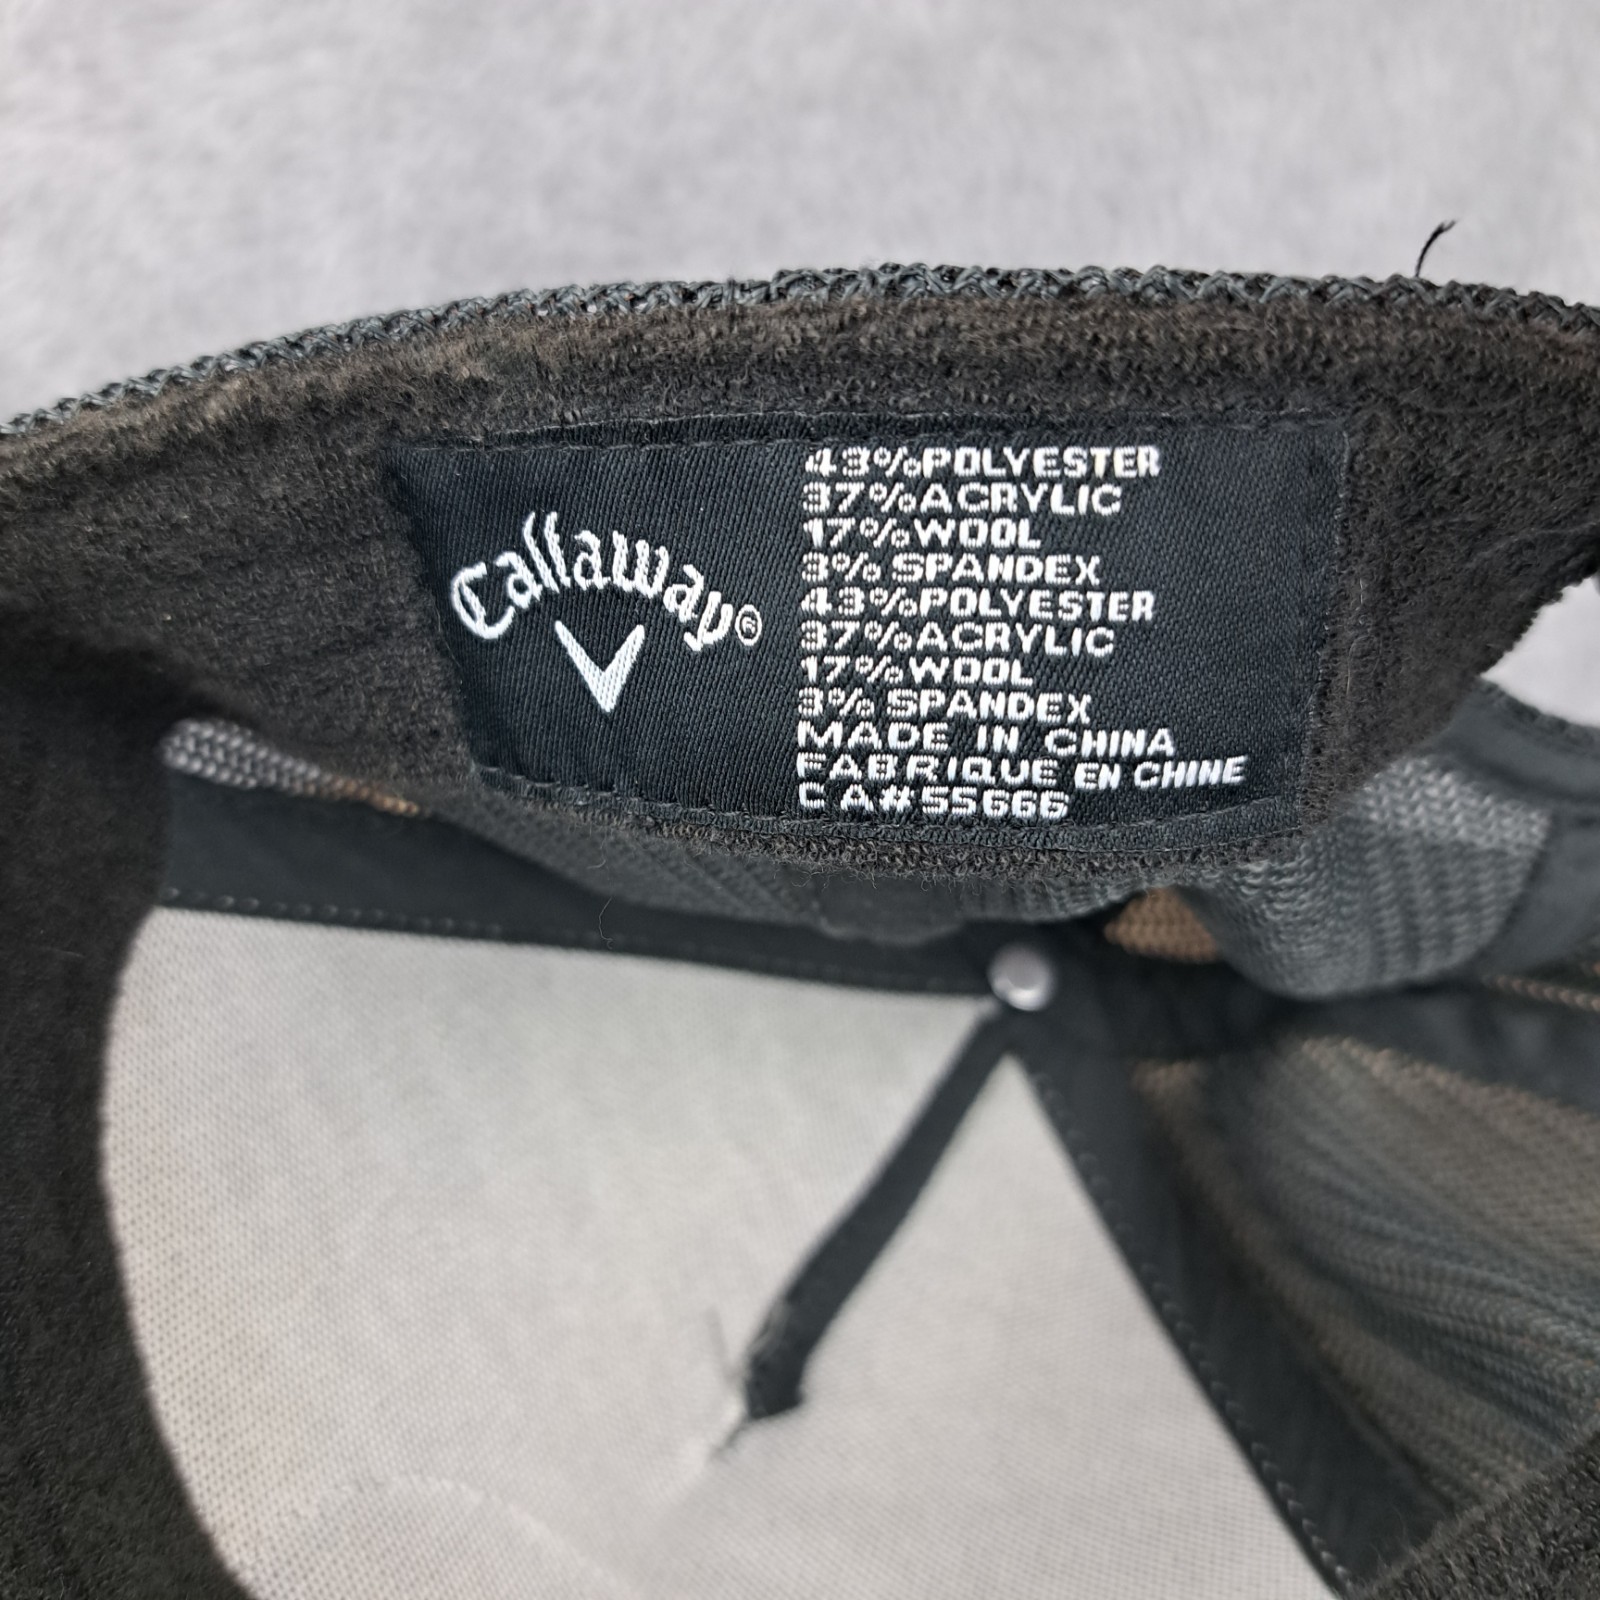 Callaway®
43%POLYESTER
37%ACRYLIC
17%WOOL
3% SPANDEX
43%POLYESTER
37%ACRYLIC
17%WOOL
3% SPANDEX
MADE IN CHINA
FABRIQUE EN CHINE
CA#55666